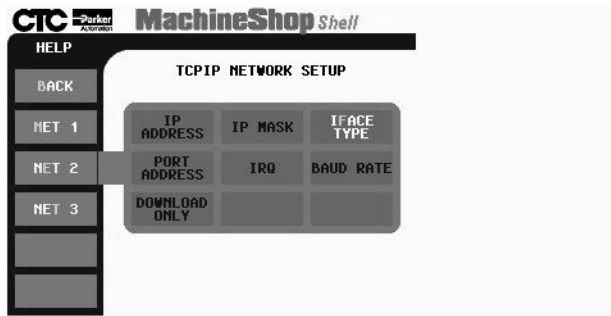 CTC Parker Automation
MachineShop Shell
HELP
TCPIP NETWORK SETUP
BACK
NET 1
IP ADDRESS
IP MASK
IFACE TYPE
NET 2
PORT ADDRESS
IRQ
BAUD RATE
NET 3
DOWNLOAD ONLY